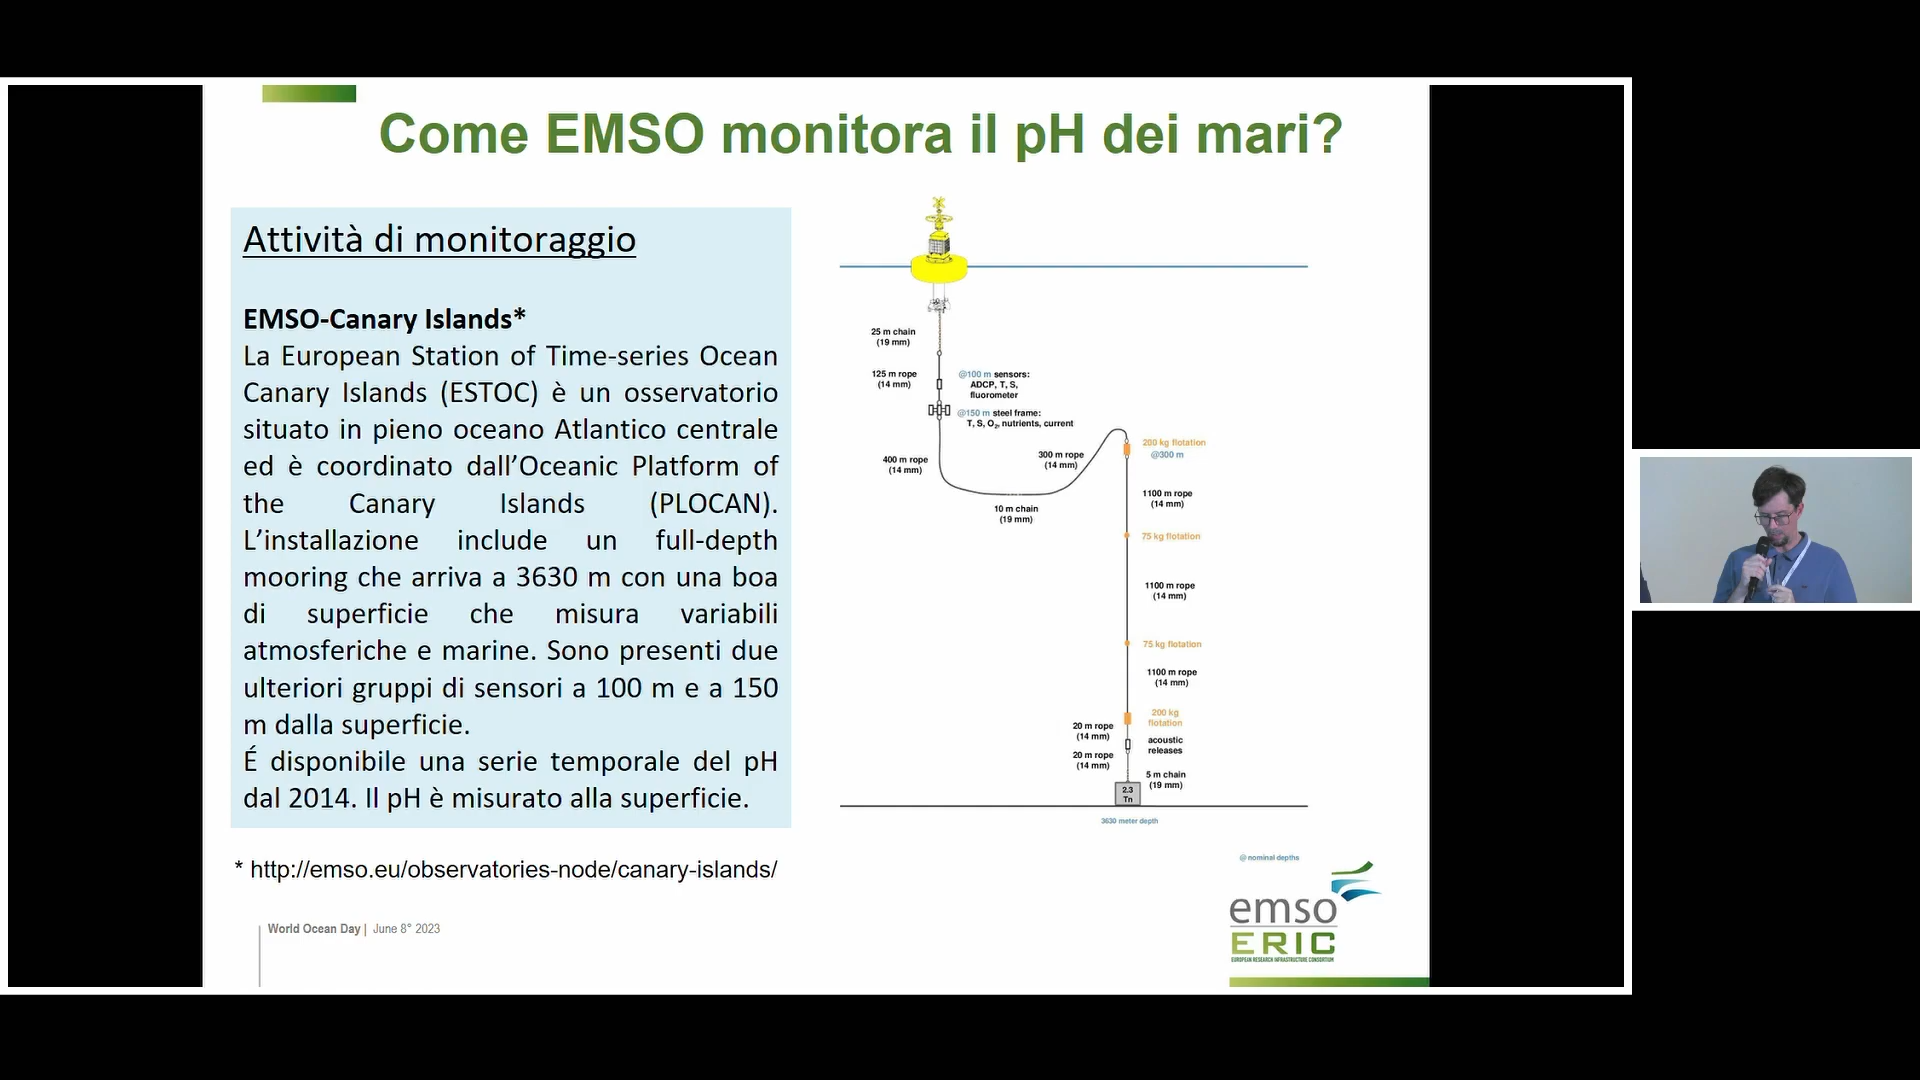 Come EMSO monitora il pH dei mari?
Attività di monitoraggio
EMSO-Canary Islands*
La European Station of Time-series Ocean
Canary Islands (ESTOC) è un osservatorio
situato in pieno oceano Atlantico centrale
ed è coordinato dall’Oceanic Platform of
the Canary Islands (PLOCAN).
L’installazione include un full-depth
mooring che arriva a 3630 m con una boa
di superficie che misura variabili
atmosferiche e marine. Sono presenti due
ulteriori gruppi di sensori a 100 m e a 150
m dalla superficie.
É disponibile una serie temporale del pH
dal 2014. Il pH è misurato alla superficie.
* http://emso.eu/observatories-node/canary-islands/
World Ocean Day | June 8° 2023
25 m chain
(19 mm)
125 m rope
(14 mm)
@100 m sensors:
ADCP, T, S,
fluorometer
@150 m steel frame:
T, S, O2, nutrients, current
400 m rope
(14 mm)
300 m rope
(14 mm)
10 m chain
(19 mm)
200 kg flotation
@300 m
1100 m rope
(14 mm)
75 kg flotation
1100 m rope
(14 mm)
75 kg flotation
1100 m rope
(14 mm)
200 kg
flotation
20 m rope
(14 mm)
acoustic
releases
20 m rope
(14 mm)
5 m chain
(19 mm)
2.3
Tn
3630 meter depth
@ nominal depths
emso
ERIC
EUROPEAN RESEARCH INFRASTRUCTURE CONSORTIUM